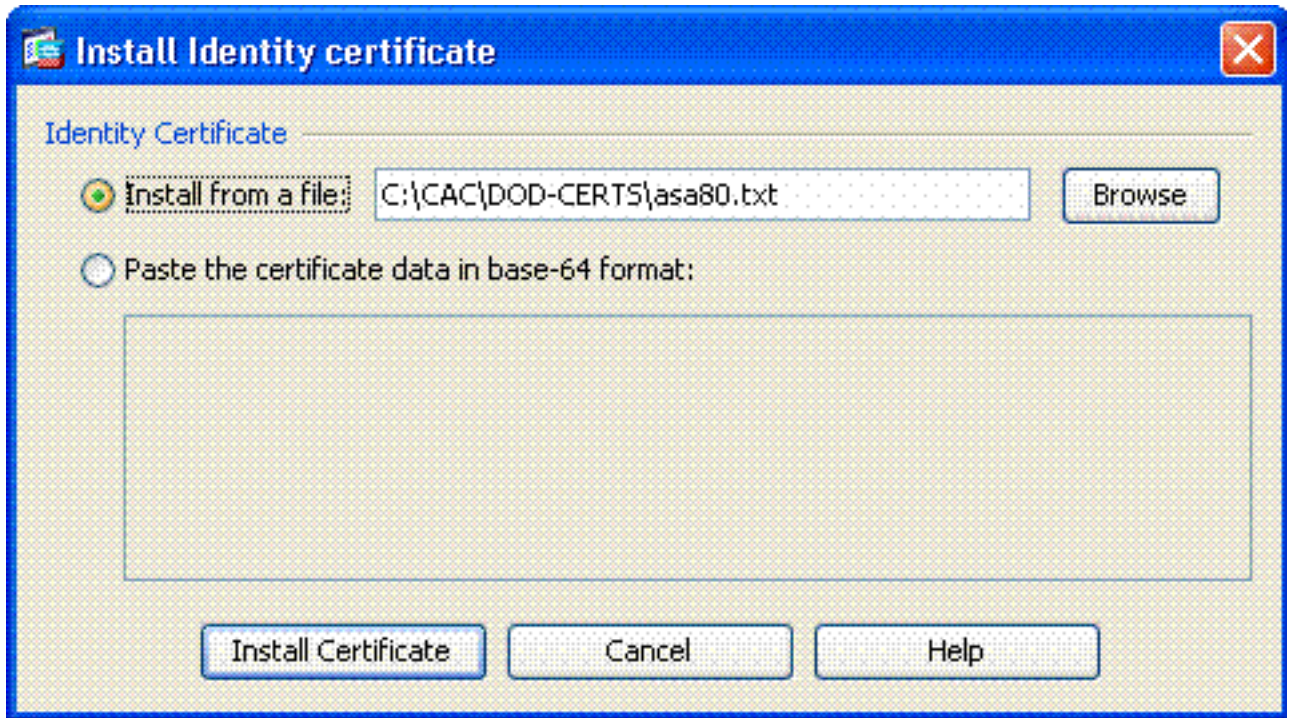 Install Identity certificate
Identity Certificate
Install from a file: C:\CAC\DOD-CERTS\asa80.txt Browse
Paste the certificate data in base-64 format:
Install Certificate Cancel Help